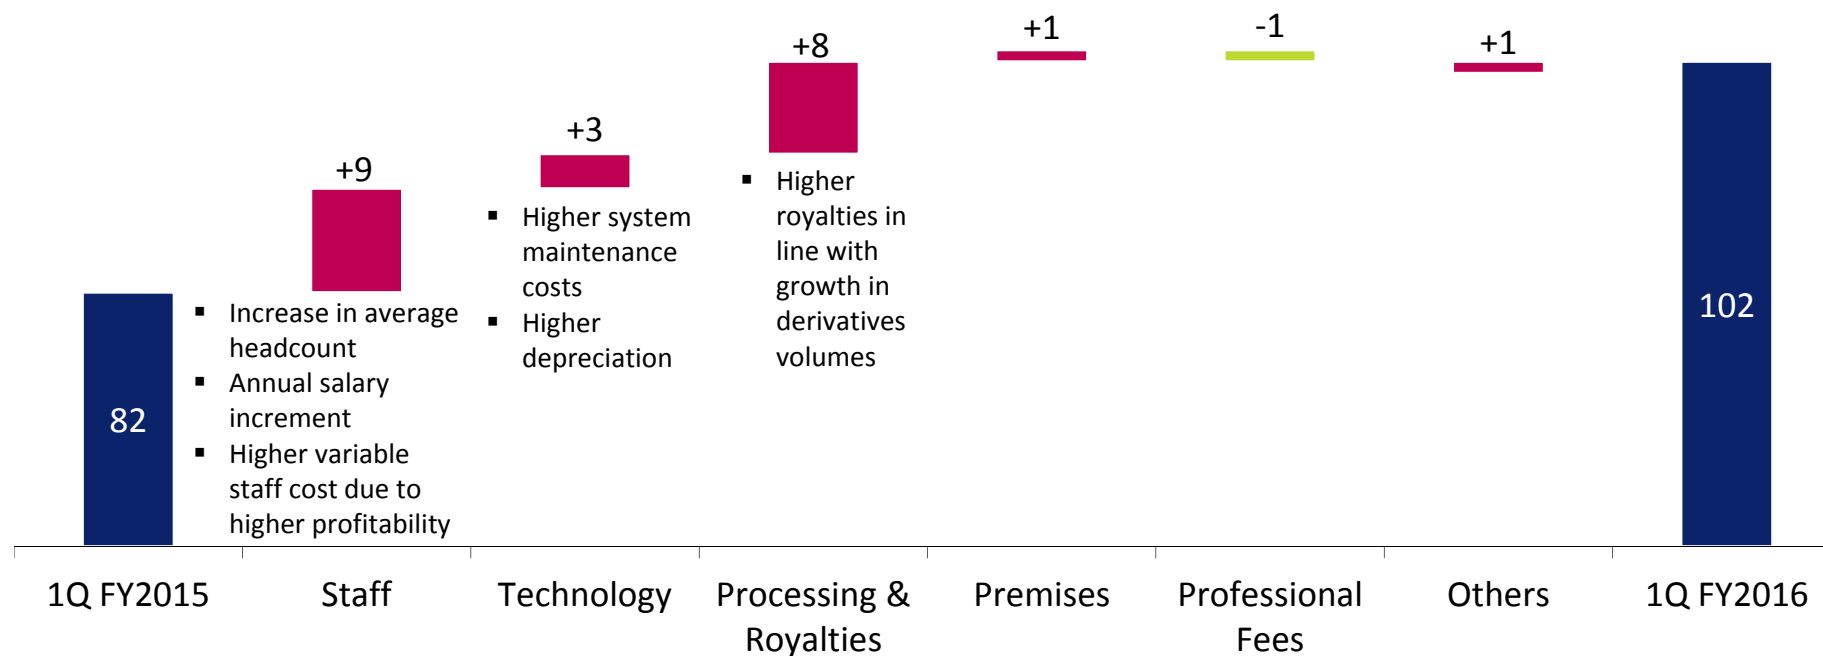 +9
+3
+8
+1
-1
+1
82
▪ Increase in average
headcount
▪ Annual salary
increment
▪ Higher variable
staff cost due to
higher profitability
▪ Higher system
maintenance
costs
▪ Higher
depreciation
▪ Higher
royalties in
line with
growth in
derivatives
volumes
102
1Q FY2015
Staff
Technology
Processing &
Royalties
Premises
Professional
Fees
Others
1Q FY2016